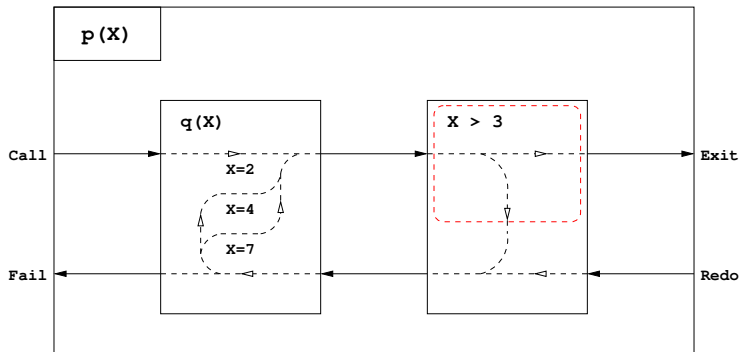 p(X)
q(X)
X > 3
Call
Exit
X=2
X=4
X=7
Fail
Redo